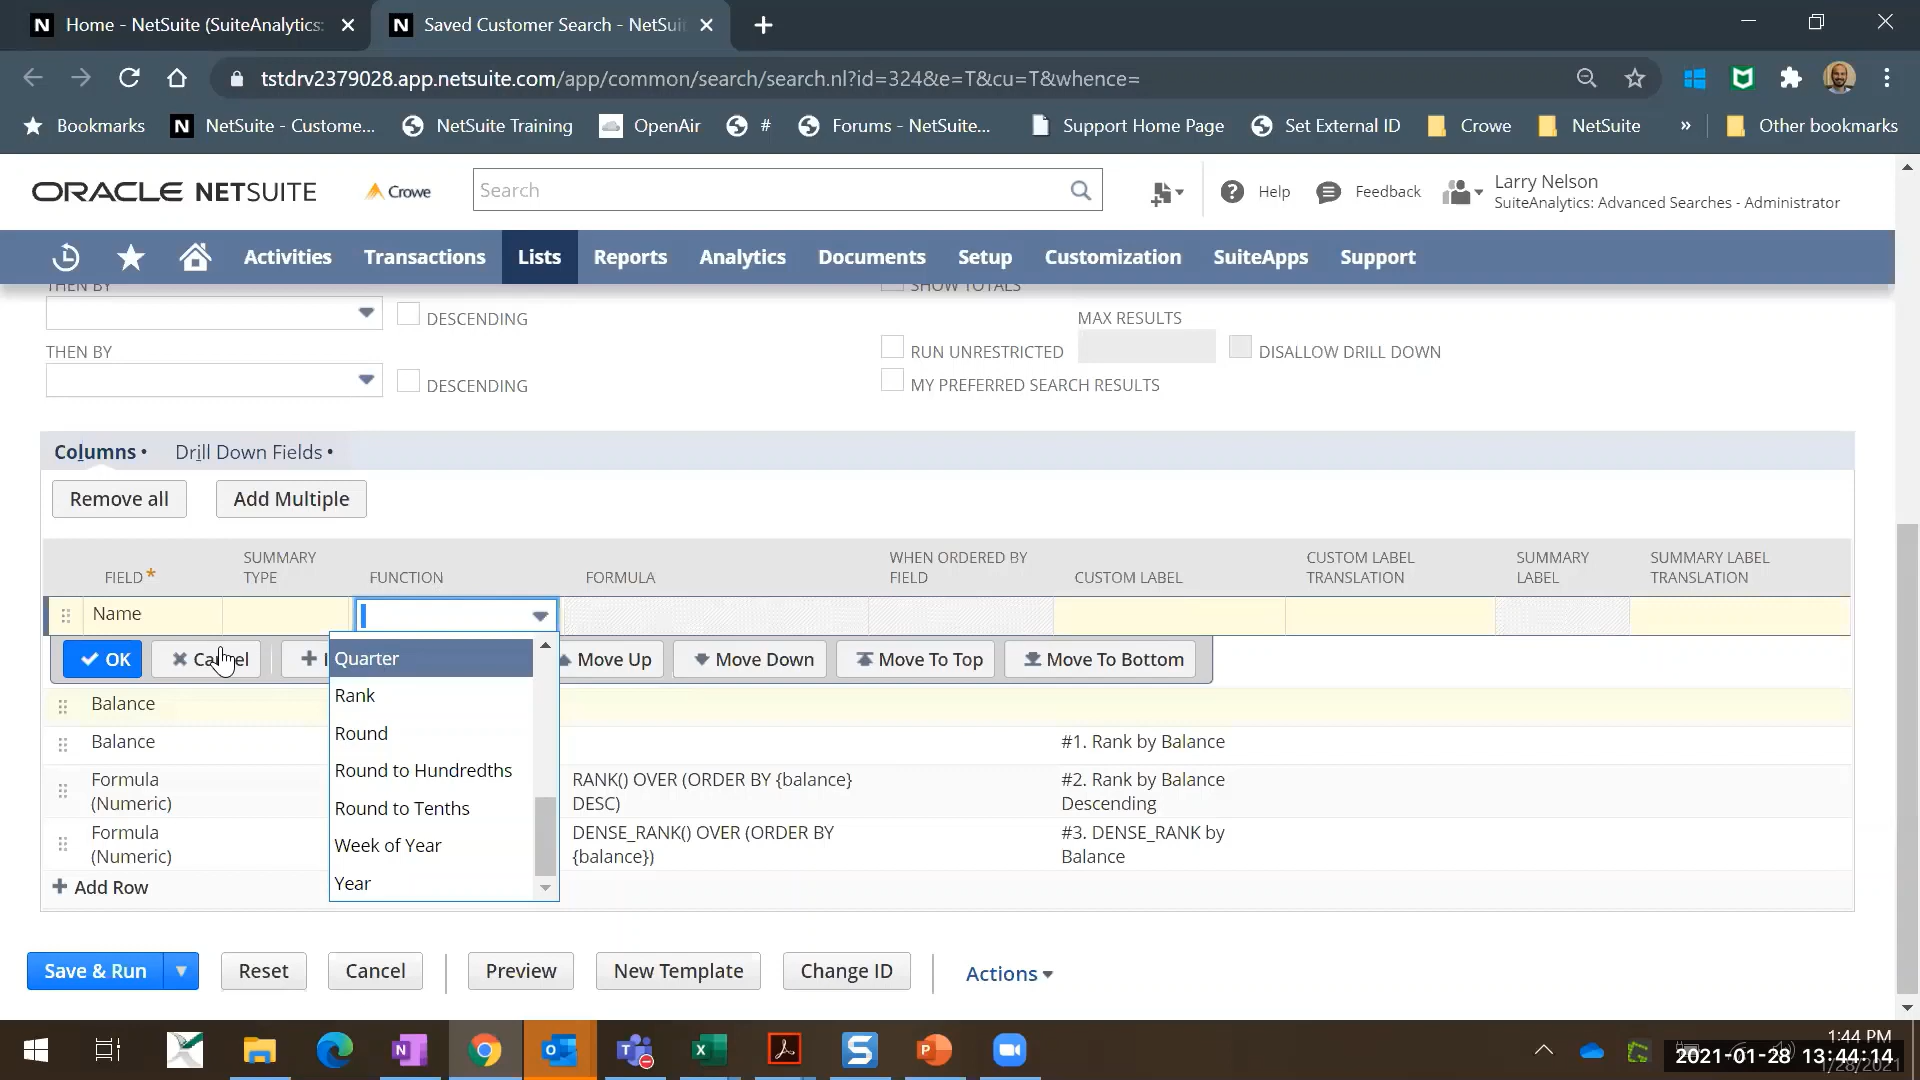 Home - NetSuite (SuiteAnalytics:
Saved Customer Search - NetSui
tstdrv2379028.app.netsuite.com/app/common/search/search.nl?id=324&e=T&cu=T&whence=
Bookmarks
NetSuite - Custome...
NetSuite Training
OpenAir
#
Forums - NetSuite...
Support Home Page
Set External ID
Crowe
NetSuite
»
Other bookmarks
ORACLE NETSUITE
Crowe
Search
Help
Feedback
Larry Nelson
SuiteAnalytics: Advanced Searches - Administrator
Activities
Transactions
Lists
Reports
Analytics
Documents
Setup
Customization
SuiteApps
Support
THEN BY
SHOW TOTALS
DESCENDING
MAX RESULTS
THEN BY
RUN UNRESTRICTED
DISALLOW DRILL DOWN
DESCENDING
MY PREFERRED SEARCH RESULTS
Columns •
Drill Down Fields •
Remove all
Add Multiple
FIELD *
SUMMARY
TYPE
FUNCTION
FORMULA
WHEN ORDERED BY
FIELD
CUSTOM LABEL
CUSTOM LABEL
TRANSLATION
SUMMARY
LABEL
SUMMARY LABEL
TRANSLATION
Name
OK
Cancel
Move Up
Move Down
Move To Top
Move To Bottom
Quarter
Rank
Round
Round to Hundredths
Round to Tenths
Week of Year
Year
Balance
Balance
#1. Rank by Balance
Formula
(Numeric)
RANK() OVER (ORDER BY {balance}
DESC)
#2. Rank by Balance
Descending
Formula
(Numeric)
DENSE_RANK() OVER (ORDER BY
{balance})
#3. DENSE_RANK by
Balance
Add Row
Save & Run
Reset
Cancel
Preview
New Template
Change ID
Actions
1:44 PM
2021-01-28 13:44:14